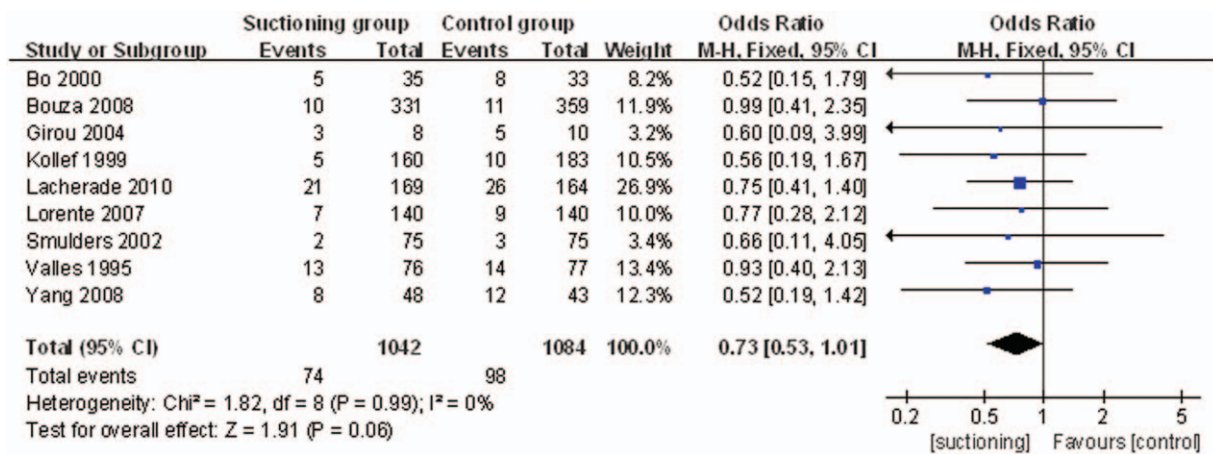 Suctioning group Control group Odds Ratio Odds Ratio
Study or Subgroup Events Total Events Total Weight M-H, Fixed, 95% CI M-H, Fixed, 95% CI
Bo 2000 5 35 8 33 8.2% 0.52 [0.15, 1.79]
Bouza 2008 10 331 11 359 11.9% 0.99 [0.41, 2.35]
Girou 2004 3 8 5 10 3.2% 0.60 [0.09, 3.99]
Kollef 1999 5 160 10 183 10.5% 0.56 [0.19, 1.67]
Lacherade 2010 21 169 26 164 26.9% 0.75 [0.41, 1.40]
Lorente 2007 7 140 9 140 10.0% 0.77 [0.28, 2.12]
Smulders 2002 2 75 3 75 3.4% 0.66 [0.11, 4.05]
Valles 1995 13 76 14 77 13.4% 0.93 [0.40, 2.13]
Yang 2008 8 48 12 43 12.3% 0.52 [0.19, 1.42]
Total (95% CI) 1042 1084 100.0% 0.73 [0.53, 1.01]
Total events 74 98
Heterogeneity: Chi² = 1.82, df = 8 (P = 0.99); I² = 0%
Test for overall effect: Z = 1.91 (P = 0.06)
0.2 0.5 1 2 5
[suctioning] Favours [control]